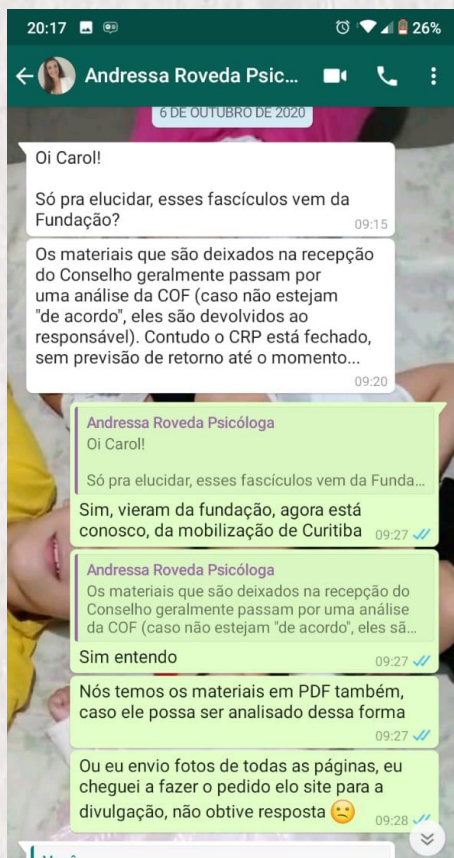 20:17
26%
Andressa Roveda Psic...
6 DE OUTUBRO DE 2020
Oi Carol!
Só pra elucidar, esses fascículos vem da
Fundação?
09:15
Os materiais que são deixados na recepção
do Conselho geralmente passam por
uma análise da COF (caso não estejam
"de acordo", eles são devolvidos ao
responsável). Contudo o CRP está fechado,
sem previsão de retorno até o momento...
09:20
Andressa Roveda Psicóloga
Oi Carol!
Só pra elucidar, esses fascículos vem da Funda...
Sim, vieram da fundação, agora está
conosco, da mobilização de Curitiba 09:27
Andressa Roveda Psicóloga
Os materiais que são deixados na recepção do
Conselho geralmente passam por uma análise
da COF (caso não estejam "de acordo", eles sã...
Sim entendo
09:27
Nós temos os materiais em PDF também,
caso ele possa ser analisado dessa forma
09:27
Ou eu envio fotos de todas as páginas, eu
cheguei a fazer o pedido elo site para a
divulgação, não obtive resposta 09:28